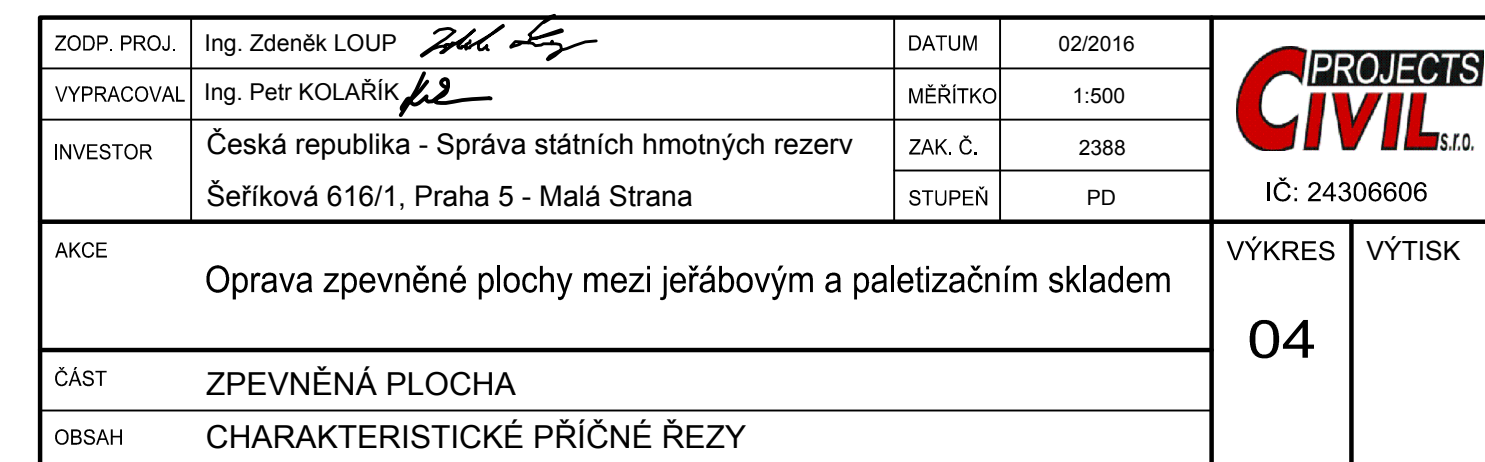 ZODP. PROJ. Ing. Zdeněk LOUP DATUM 02/2016
VYPRACOVAL Ing. Petr KOLAŘÍK MĚŘÍTKO 1:500
INVESTOR Česká republika - Správa státních hmotných rezerv ZAK. Č. 2388
Šeříková 616/1, Praha 5 - Malá Strana STUPEŇ PD
CIVIL PROJECTS s.r.o.
IČ: 24306606
AKCE Oprava zpevněné plochy mezi jeřábovým a paletizačním skladem
VÝKRES VÝTISK
04
ČÁST ZPEVNĚNÁ PLOCHA
OBSAH CHARAKTERISTICKÉ PŘÍČNÉ ŘEZY